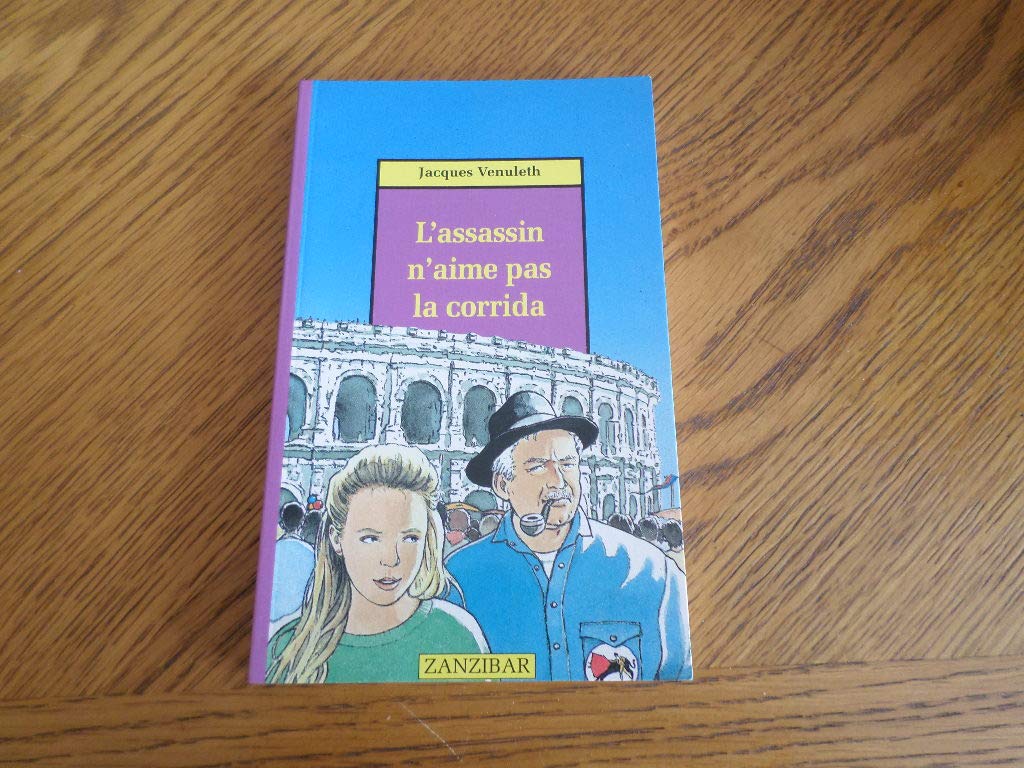 Jacques Venuleth
L'assassin
n'aime pas
la corrida
ZANZIBAR